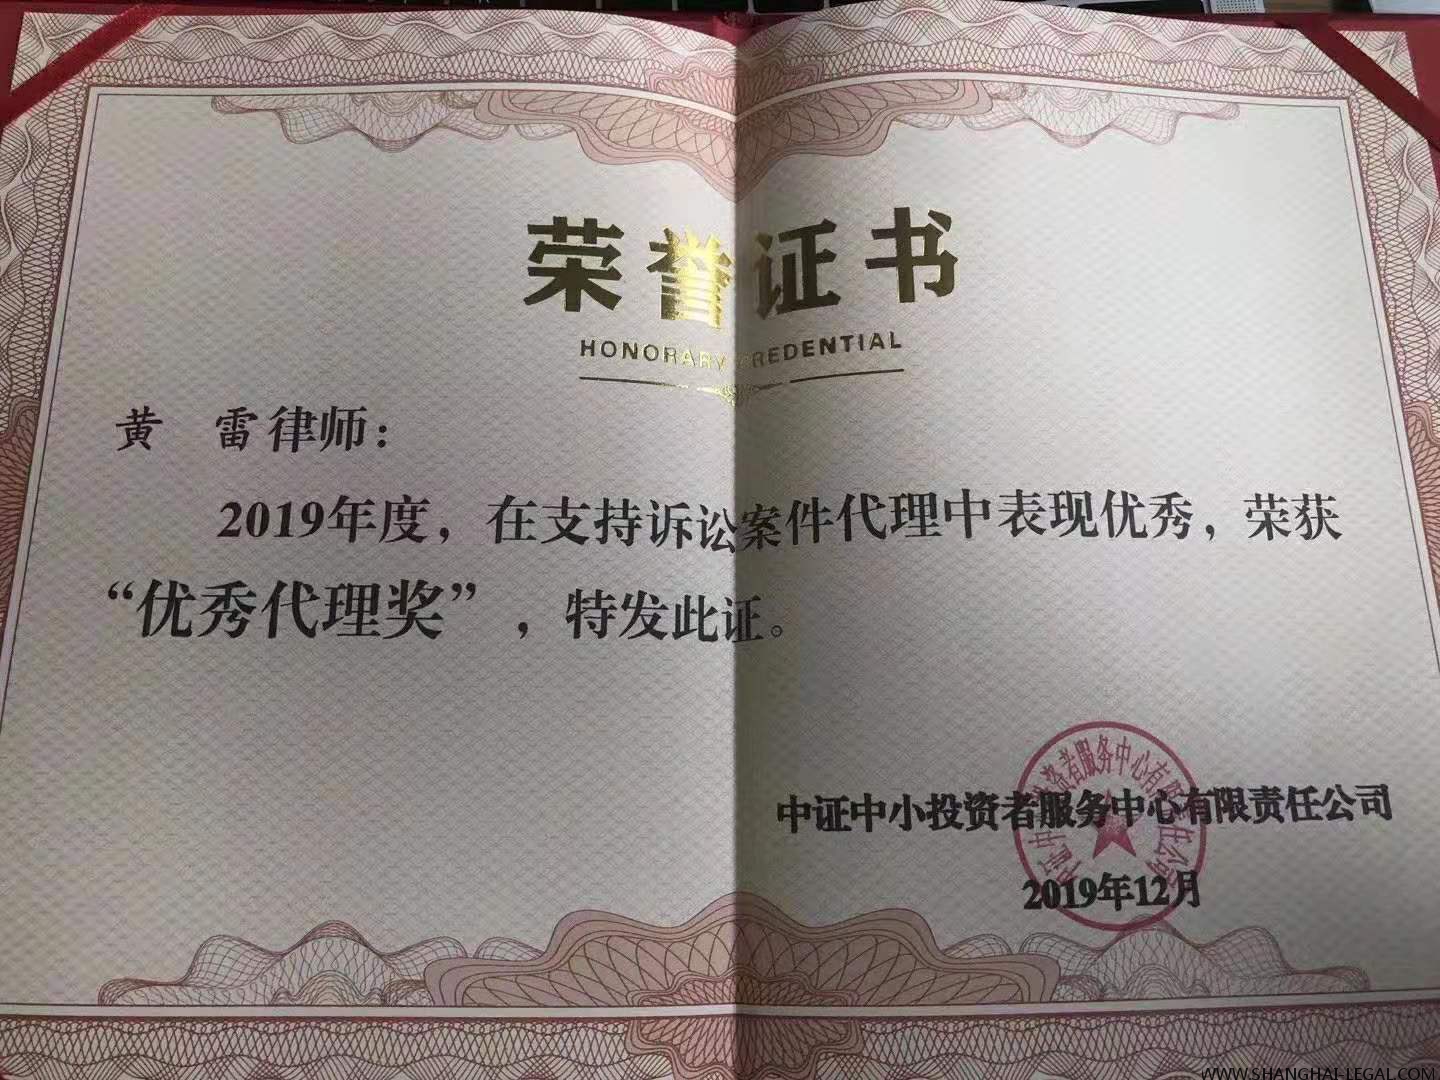 荣誉证书
HONORARY CREDENTIAL
黄 雷律师：
2019年度，在支持诉讼案件代理中表现优秀，荣获
“优秀代理奖”，特发此证。
中证中小投资者服务中心有限责任公司
2019年12月
WWW.SHANGHAI-LEGAL.COM